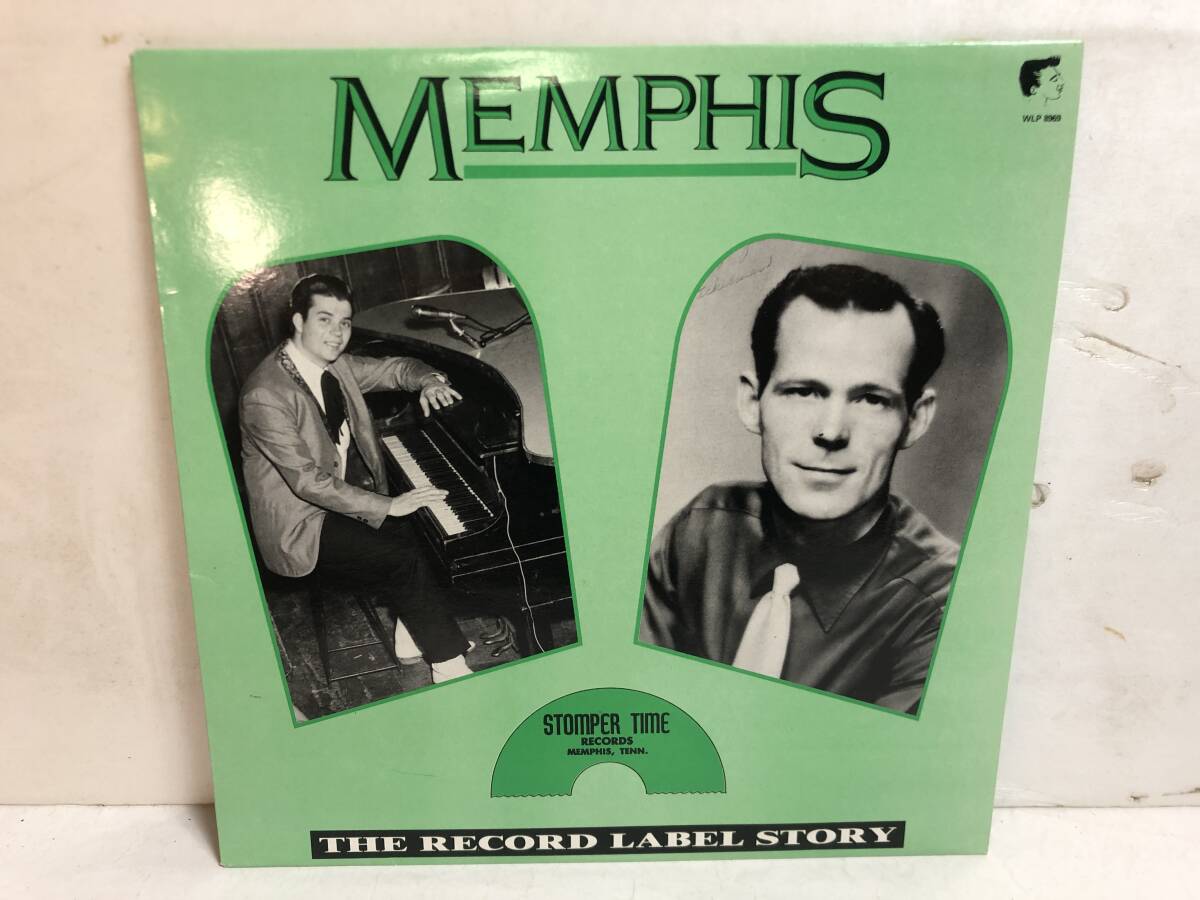 MEMPHIS
WLP 8969
STOMPER TIME
RECORDS
MEMPHIS, TENN.
THE RECORD LABEL STORY